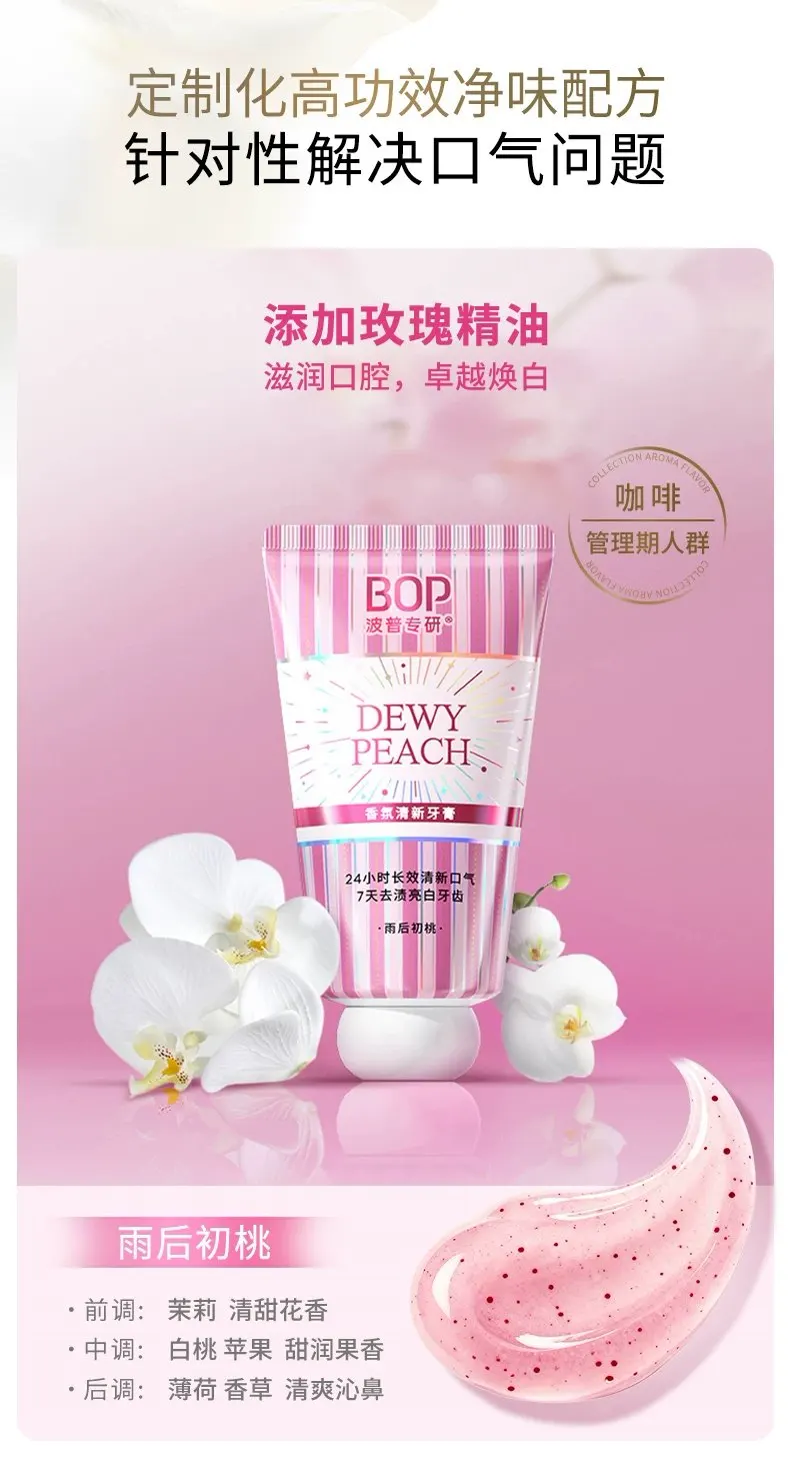 定制化高功效净味配方
针对性解决口气问题
添加玫瑰精油
滋润口腔，卓越焕白
COLLECTION AROMA FLAVOR
咖啡
管理期人群
COLLECTION AROMA FLAVOR
BOP
波普专研®
DEWY
PEACH
香氛清新牙膏
24小时长效清新口气
7天去渍亮白牙齿
·雨后初桃·
雨后初桃
·前调: 茉莉 清甜花香
·中调: 白桃 苹果 甜润果香
·后调: 薄荷 香草 清爽沁鼻